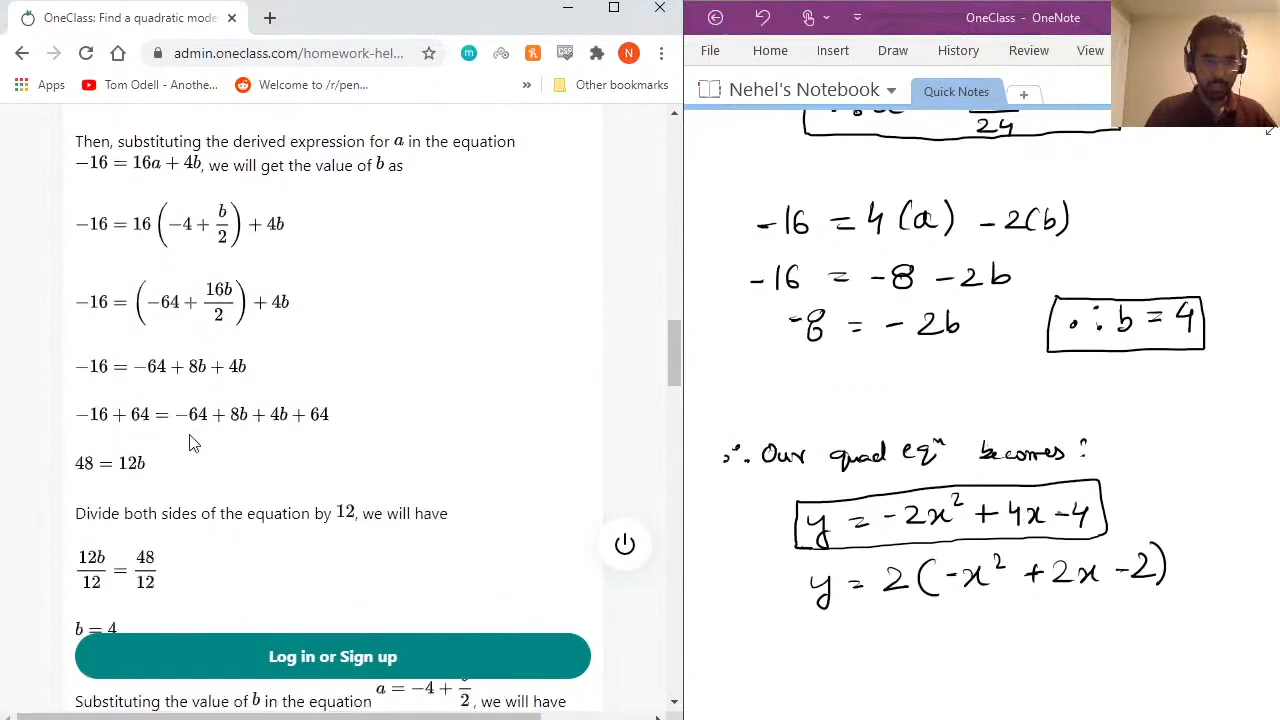 OneClass: Find a quadratic mode
admin.oneclass.com/homework-hel...
Apps
Tom Odell - Anothe...
Welcome to /r/pen...
»
Other bookmarks
Then, substituting the derived expression for a in the equation
−16 = 16a + 4b, we will get the value of b as
−16 = 16(−4 + b/2) + 4b
−16 = (−64 + 16b/2) + 4b
−16 = −64 + 8b + 4b
−16 + 64 = −64 + 8b + 4b + 64
48 = 12b
Divide both sides of the equation by 12, we will have
12b/12 = 48/12
b = 4
Log in or Sign up
Substituting the value of b in the equation a = −4 + /2, we will have
OneClass - OneNote
File Home Insert Draw History Review View
Nehel's Notebook
Quick Notes
24
-16 = 4(a) - 2(b)
-16 = -8 - 2b
-8 = -2b
∴ b = 4
∴ Our quad eqⁿ becomes:
y = -2x² + 4x - 4
y = 2(-x² + 2x - 2)